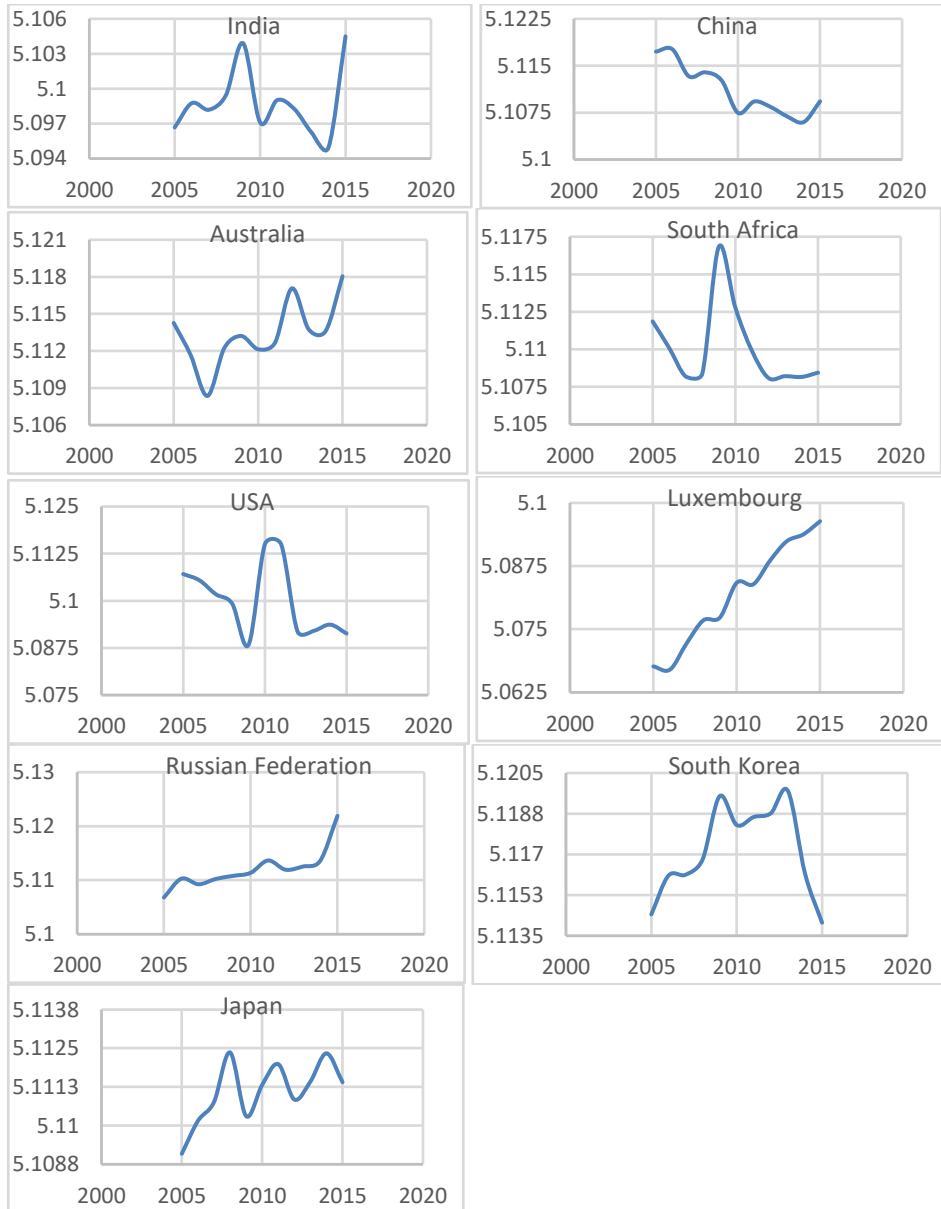 India
5.106
5.103
5.1
5.097
5.094
2000 2005 2010 2015 2020
China
5.1225
5.115
5.1075
5.1
2000 2005 2010 2015 2020
Australia
5.121
5.118
5.115
5.112
5.109
5.106
2000 2005 2010 2015 2020
South Africa
5.1175
5.115
5.1125
5.11
5.1075
5.105
2000 2005 2010 2015 2020
USA
5.125
5.1125
5.1
5.0875
5.075
2000 2005 2010 2015 2020
Luxembourg
5.1
5.0875
5.075
5.0625
2000 2005 2010 2015 2020
Russian Federation
5.13
5.12
5.11
5.1
2000 2005 2010 2015 2020
South Korea
5.1205
5.1188
5.117
5.1153
5.1135
2000 2005 2010 2015 2020
Japan
5.1138
5.1125
5.1113
5.11
5.1088
2000 2005 2010 2015 2020